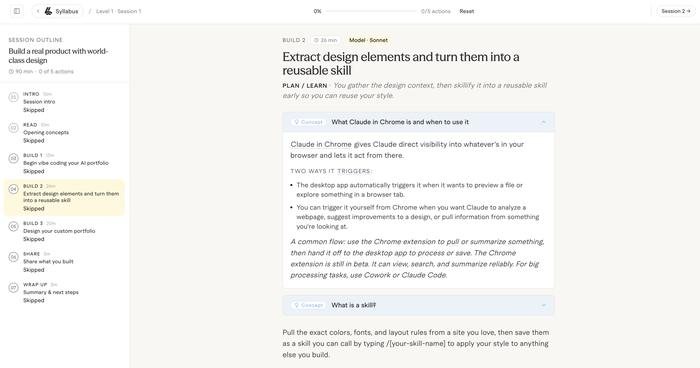 Syllabus / Level 1 · Session 1
0%
0/5 actions
Reset
Session 2 →
SESSION OUTLINE
Build a real product with world-
class design
90 min · 0 of 5 actions
01 INTRO 10m
Session intro
Skipped
02 READ 10m
Opening concepts
Skipped
03 BUILD 1
Begin vibe coding your AI portfolio
Skipped
04 BUILD 2 26m
Extract design elements and turn them
into a reusable skill
Skipped
05 BUILD 3 20m
Design your custom portfolio
Skipped
06 SHARE
Share what you built
Skipped
07 WRAP UP
Summary & next steps
Skipped
BUILD 2
26 min
Model · Sonnet
Extract design elements and turn them into a
reusable skill
PLAN / LEARN · You gather the design context, then skillify it into a reusable skill
early so you can reuse your style.
Concept
What Claude in Chrome is and when to use it
Claude in Chrome gives Claude direct visibility into whatever's in your
browser and lets it act from there.
TWO WAYS IT TRIGGERS:
• The desktop app automatically triggers it when it wants to preview a file or
explore something in a browser tab.
• You can trigger it yourself from Chrome when you want Claude to analyze a
webpage, suggest improvements to a design, or pull information from something
you're looking at.
A common flow: use the Chrome extension to pull or summarize something,
then hand it off to the desktop app to process or save. The Chrome
extension is still in beta. It can view, search, and summarize reliably. For big
processing tasks, use Cowork or Claude Code.
Concept
What is a skill?
Pull the exact colors, fonts, and layout rules from a site you love, then save them
as a skill you can call by typing /[your-skill-name] to apply your style to anything
else you build.